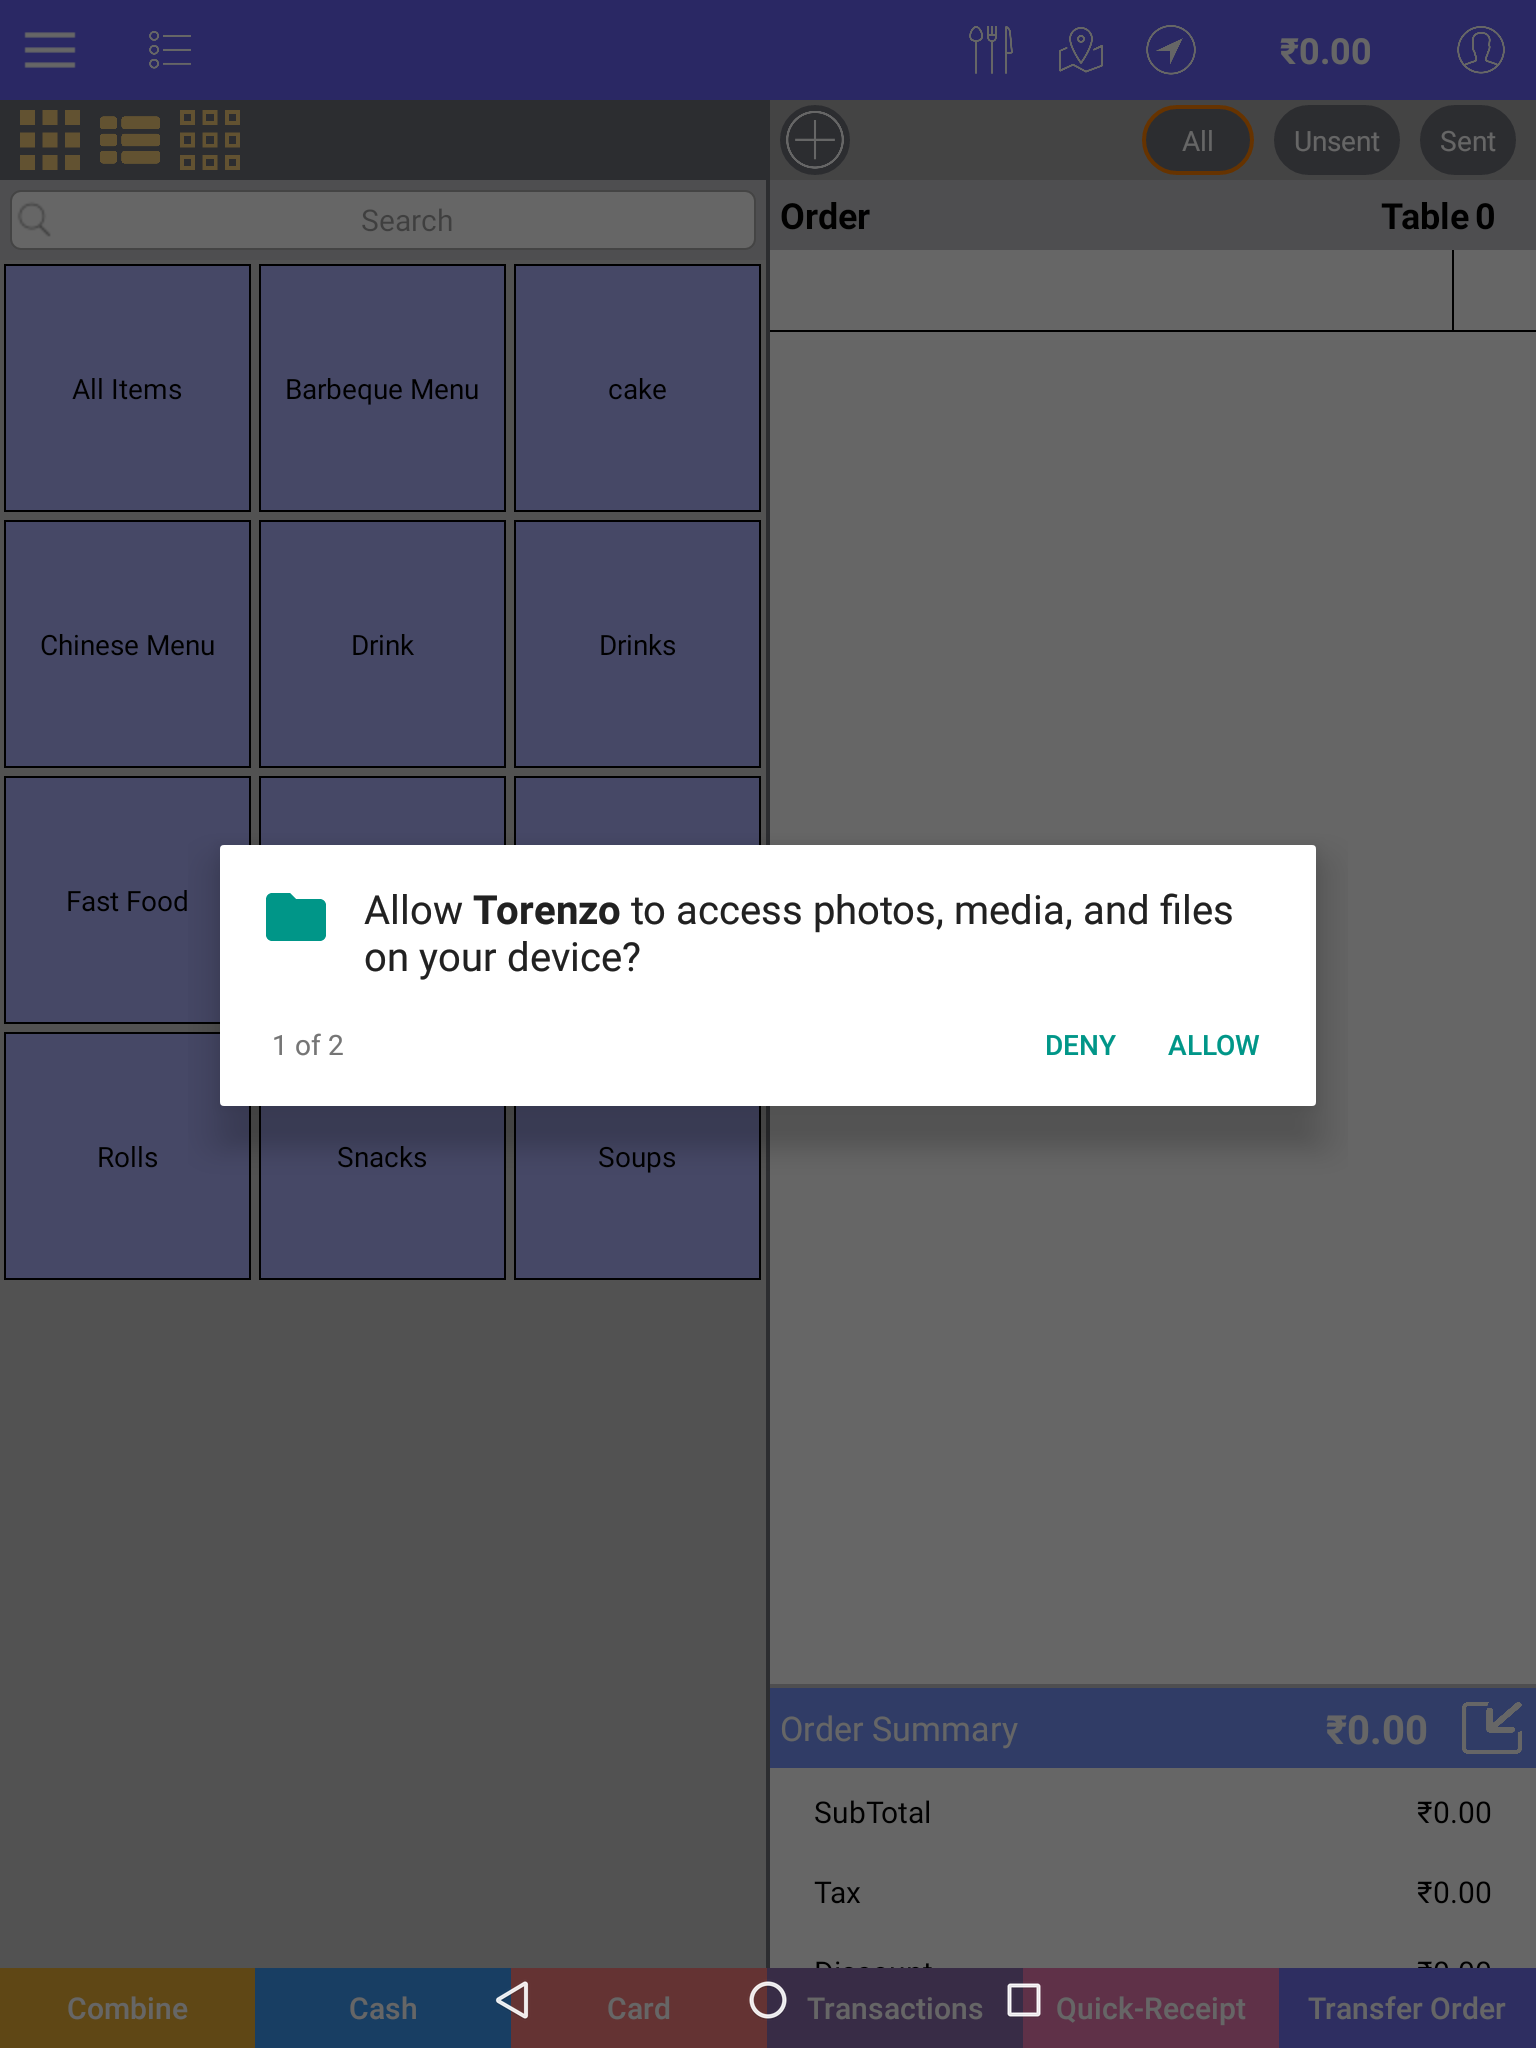 ₹0.00
All
Unsent
Sent
Search
Order
Table 0
All Items
Barbeque Menu
cake
Chinese Menu
Drink
Drinks
Fast Food
Allow Torenzo to access photos, media, and files
on your device?
1 of 2
DENY
ALLOW
Rolls
Snacks
Soups
Order Summary
₹0.00
SubTotal
₹0.00
Tax
₹0.00
Discount
₹0.00
Combine
Cash
Card
Transactions
Quick-Receipt
Transfer Order